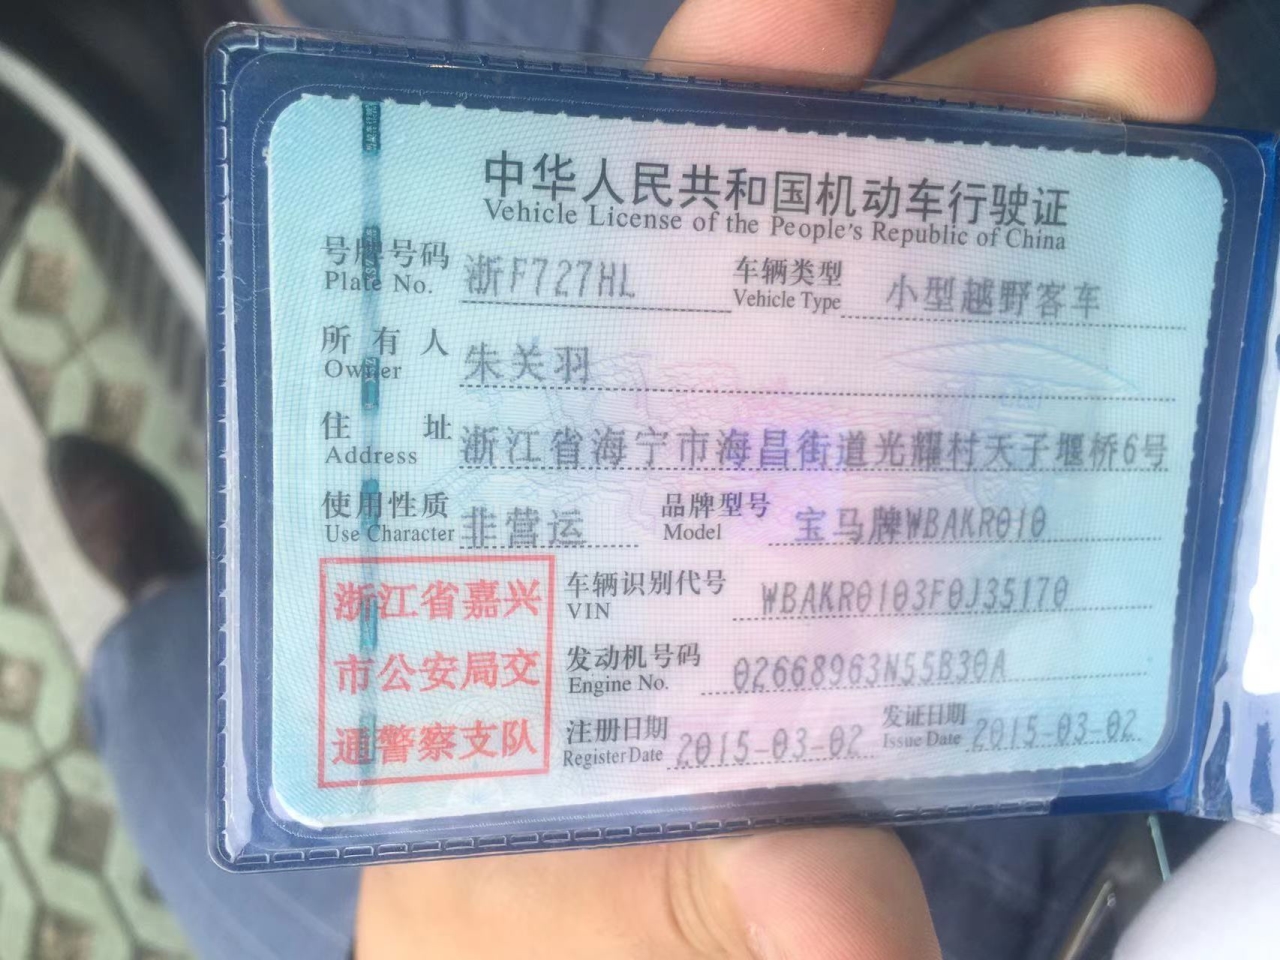 中华人民共和国机动车行驶证
Vehicle License of the People's Republic of China
号牌号码 浙F727HL 车辆类型 小型越野客车
Plate No. Vehicle Type
所有人 朱关羽
Owner
住址 浙江省海宁市海昌街道光耀村天子堰桥6号
Address
使用性质 非营运 品牌型号 宝马牌WBAKR010
Use Character Model
浙江省嘉兴
市公安局交
通警察支队
车辆识别代号 WBAKR0103F0J35170
VIN
发动机号码 02668963N55B30A
Engine No.
注册日期 2015-03-02 发证日期 2015-03-02
Register Date Issue Date